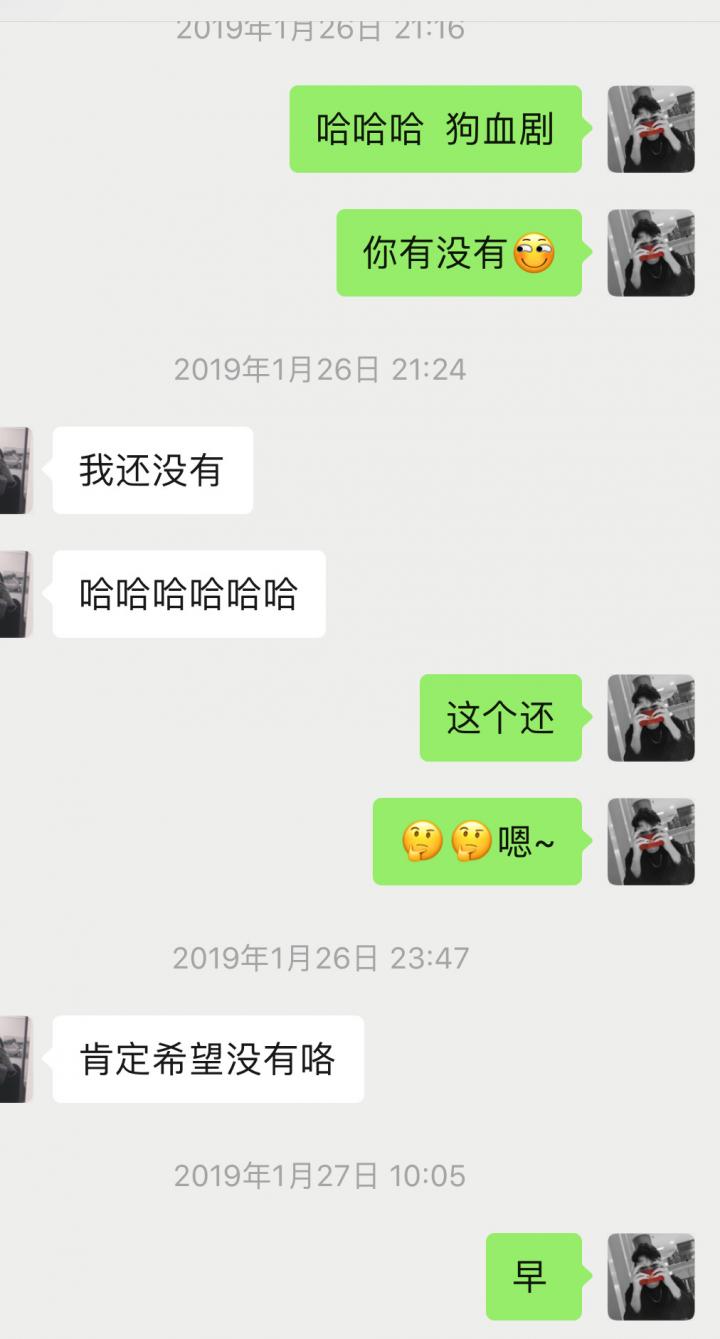 2019年1月26日 21:16
哈哈哈 狗血剧
你有没有
2019年1月26日 21:24
我还没有
哈哈哈哈哈哈
这个还
🤔🤔嗯~
2019年1月26日 23:47
肯定希望没有咯
2019年1月27日 10:05
早